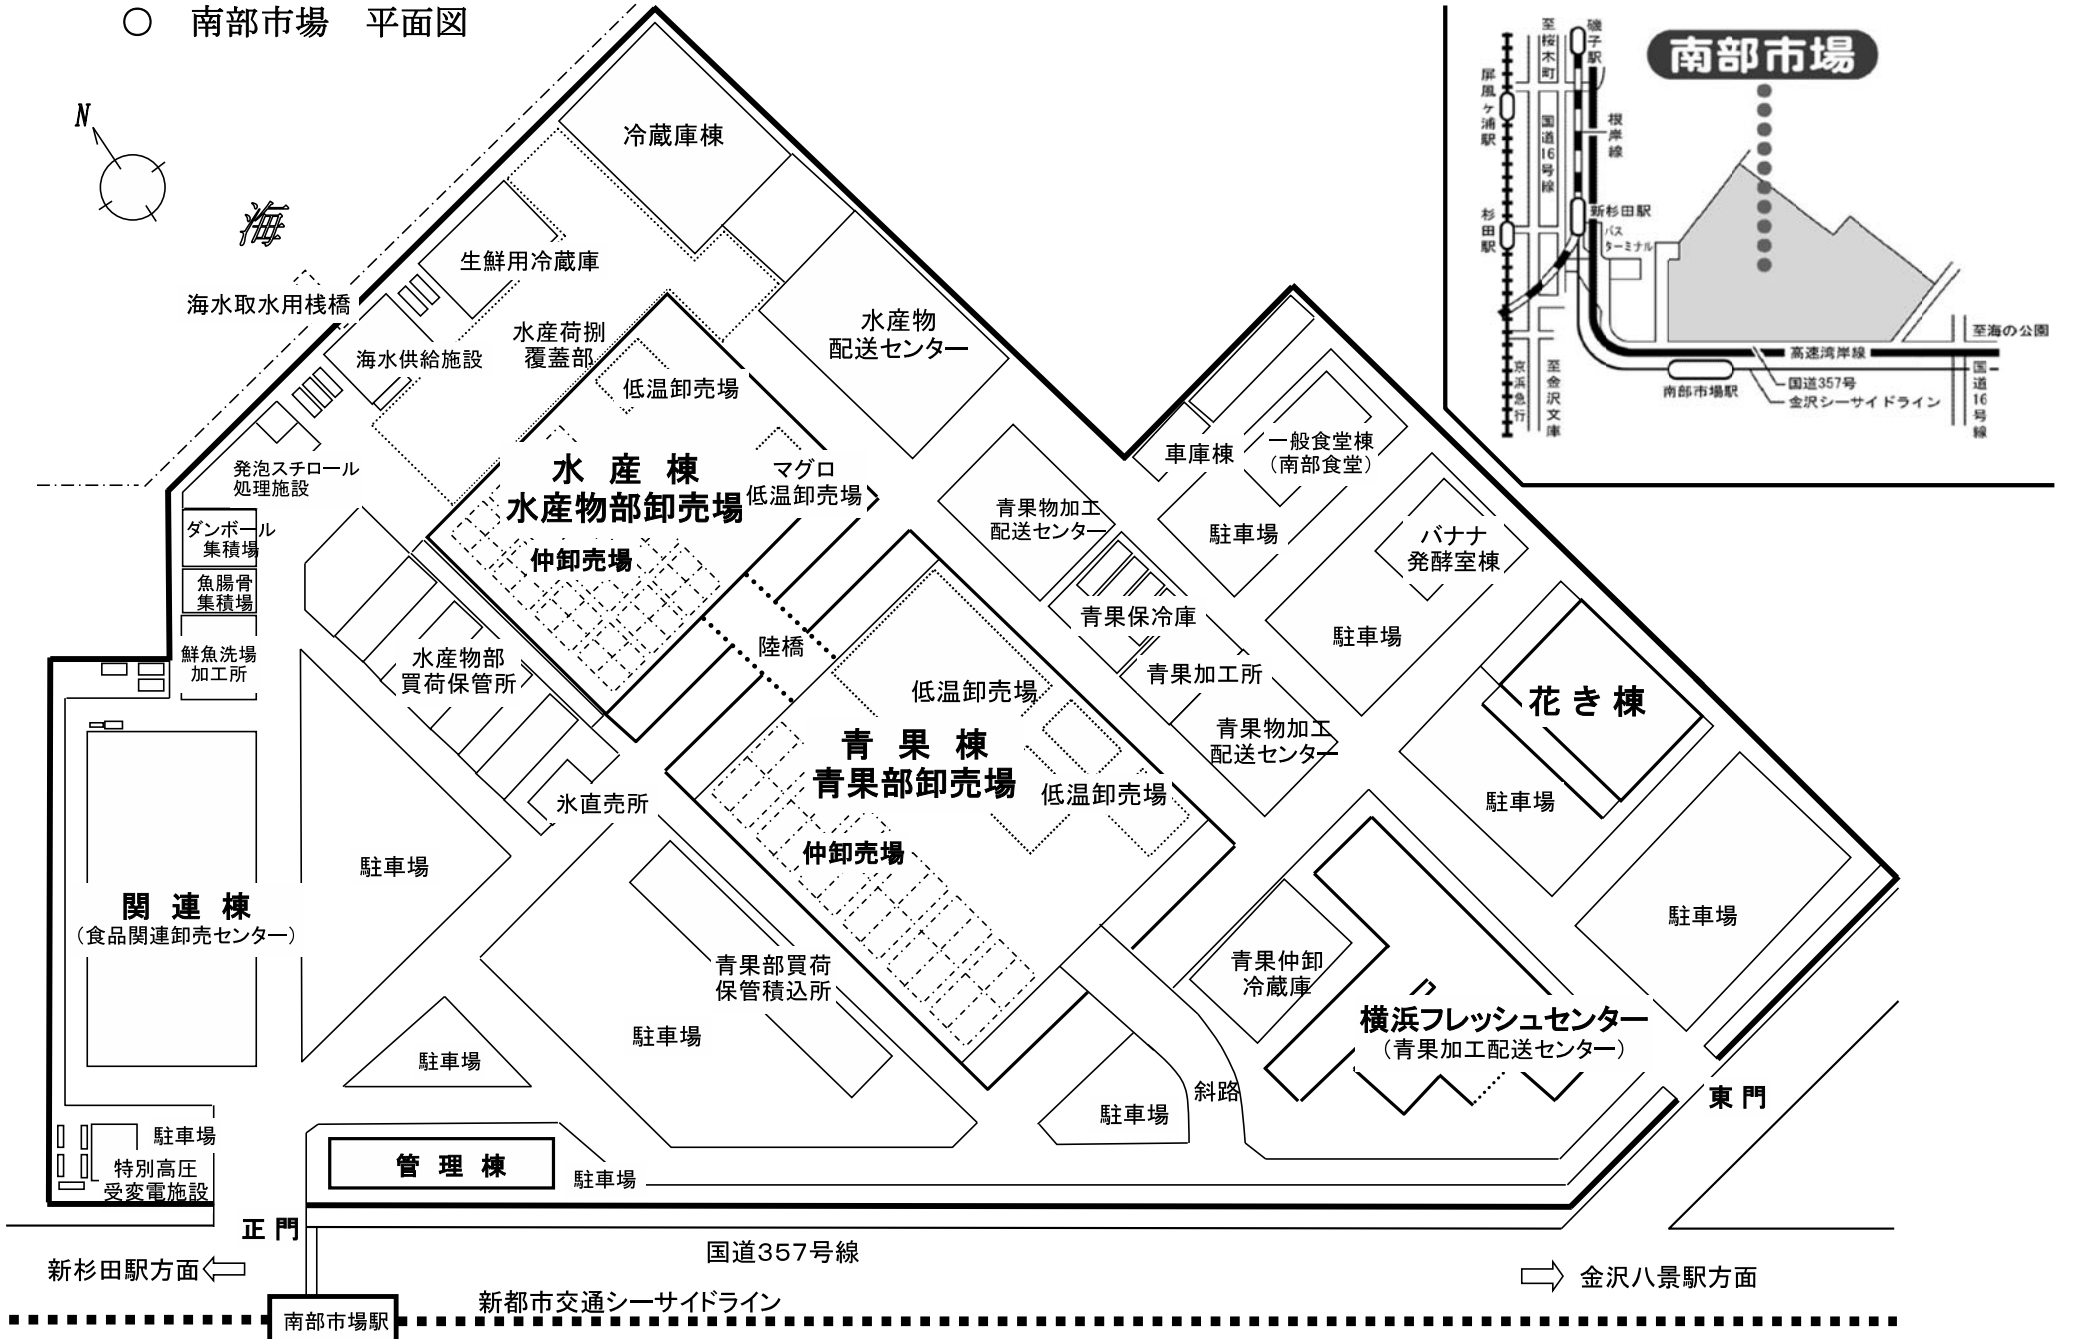 ○　南部市場　平面図
N
海
冷蔵庫棟
生鮮用冷蔵庫
海水取水用桟橋
海水供給施設
水産荷捌
覆蓋部
低温卸売場
水産物
配送センター
発泡スチロール
処理施設
ダンボール
集積場
魚腸骨
集積場
鮮魚洗場
加工所
水産棟
水産物部卸売場
仲卸売場
マグロ
低温卸売場
水産物部
買荷保管所
氷直売所
陸橋
青果物加工
配送センター
車庫棟
一般食堂棟
（南部食堂）
駐車場
バナナ
発酵室棟
青果保冷庫
駐車場
青果加工所
青果物加工
配送センター
花き棟
駐車場
駐車場
低温卸売場
青果棟
青果部卸売場
低温卸売場
仲卸売場
駐車場
関連棟
（食品関連卸売センター）
青果部買荷
保管積込所
駐車場
駐車場
青果仲卸
冷蔵庫
横浜フレッシュセンター
（青果加工配送センター）
斜路
駐車場
東門
駐車場
特別高圧
受変電施設
管理棟
駐車場
正門
国道357号線
新杉田駅方面
金沢八景駅方面
新都市交通シーサイドライン
南部市場駅
南部市場
至桜木町
磯子駅
屏風ヶ浦駅
国道16号線
根岸線
杉田駅
新杉田駅
バス
ターミナル
至海の公園
高速湾岸線
京浜急行
至金沢文庫
南部市場駅
国道357号
金沢シーサイドライン
国道16号線